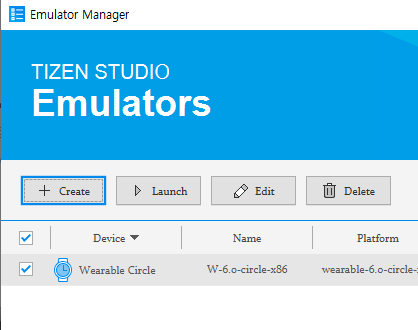 Emulator Manager
TIZEN STUDIO
Emulators
Create Launch Edit Delete
Device Name Platform
Wearable Circle W-6.0-circle-x86 wearable-6.0-circle-